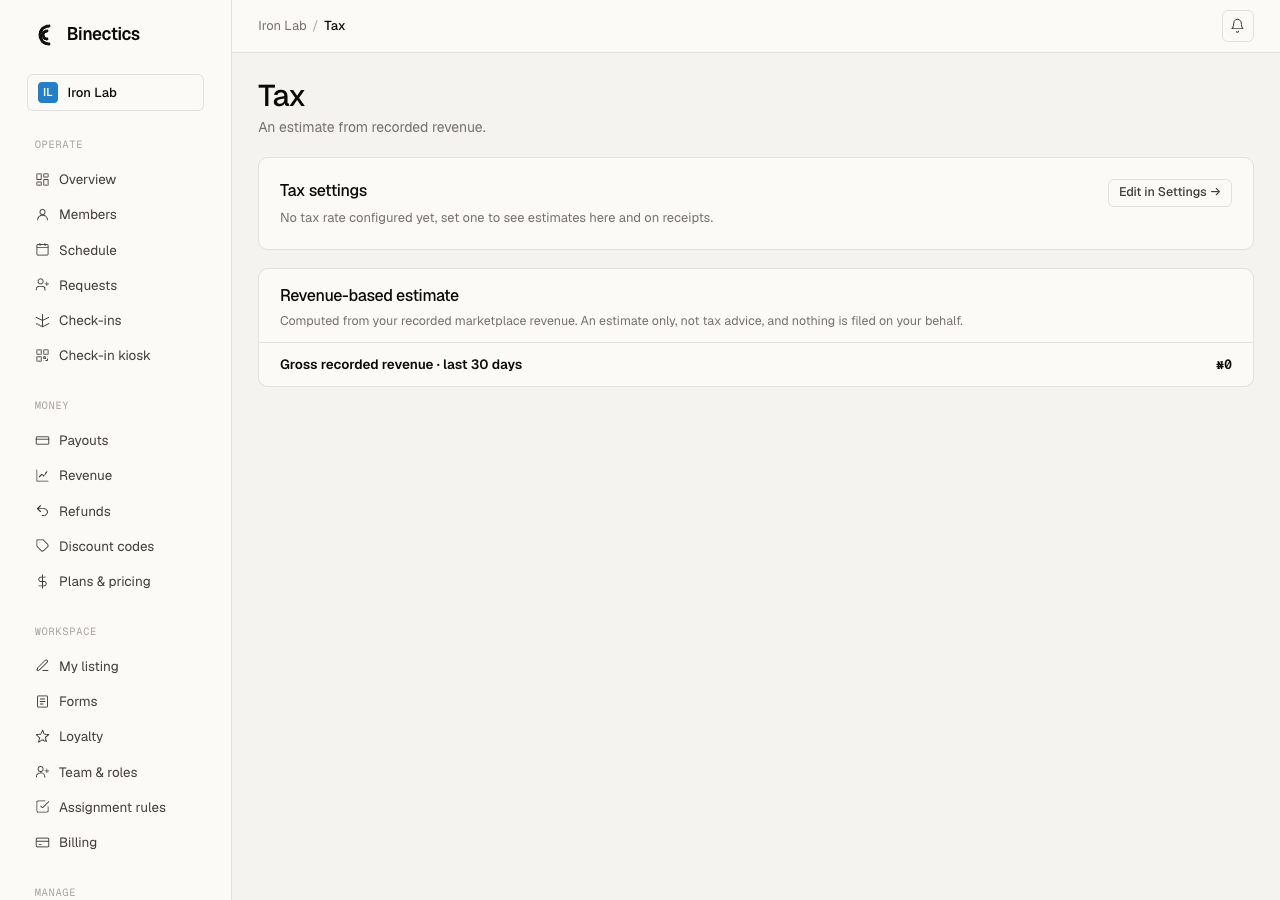 Binectics
IL Iron Lab
OPERATE
Overview
Members
Schedule
Requests
Check-ins
Check-in kiosk
MONEY
Payouts
Revenue
Refunds
Discount codes
Plans & pricing
WORKSPACE
My listing
Forms
Loyalty
Team & roles
Assignment rules
Billing
MANAGE
Iron Lab / Tax
Tax
An estimate from recorded revenue.
Tax settings
Edit in Settings →
No tax rate configured yet, set one to see estimates here and on receipts.
Revenue-based estimate
Computed from your recorded marketplace revenue. An estimate only, not tax advice, and nothing is filed on your behalf.
Gross recorded revenue · last 30 days
₦0